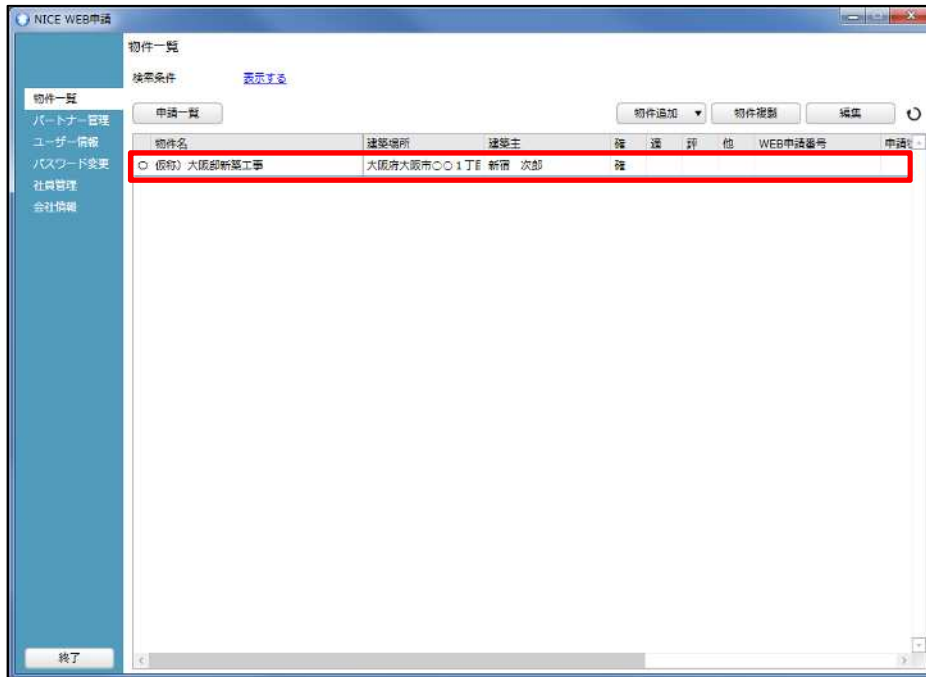 NICE WEB申請
物件一覧
検索条件 表示する
物件一覧
パートナー管理
ユーザー情報
パスワード変更
社員管理
会社情報
申請一覧 物件追加 ▼ 物件複製 編集
物件名 建築場所 建築主 確 適 評 他 WEB申請番号 申請
○ 仮称）大阪邸新築工事 大阪府大阪市○○１丁目 新宿 次郎 確
終了